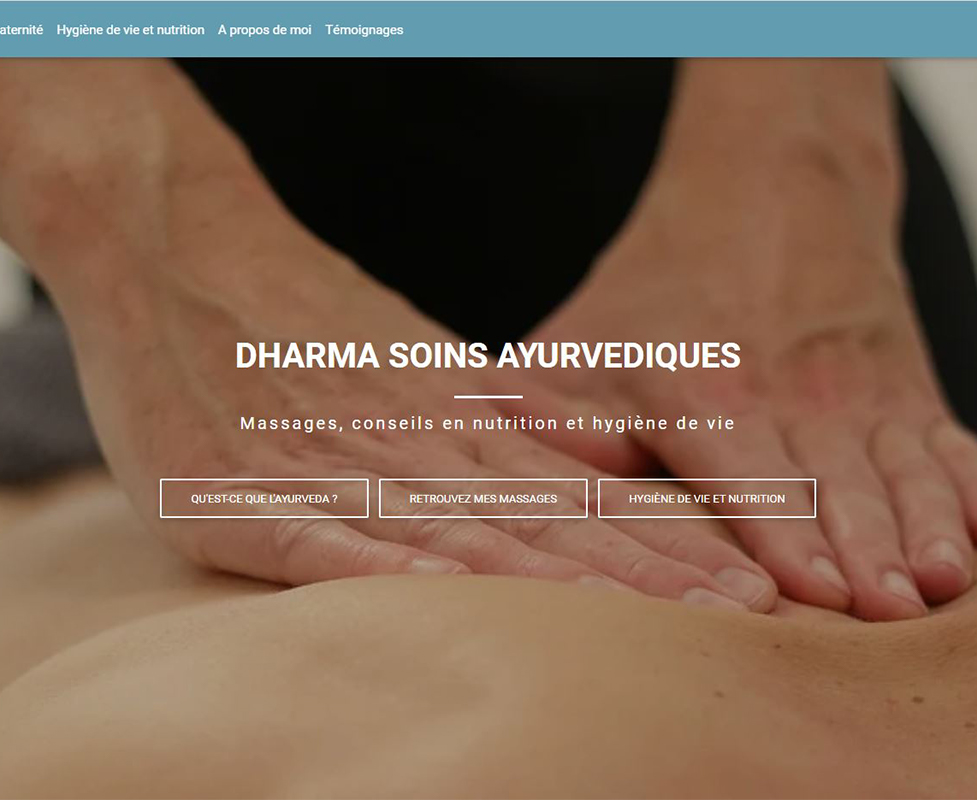 aternité Hygiène de vie et nutrition A propos de moi Témoignages
DHARMA SOINS AYURVEDIQUES
Massages, conseils en nutrition et hygiène de vie
QU'EST-CE QUE L'AYURVEDA ? RETROUVEZ MES MASSAGES HYGIÈNE DE VIE ET NUTRITION